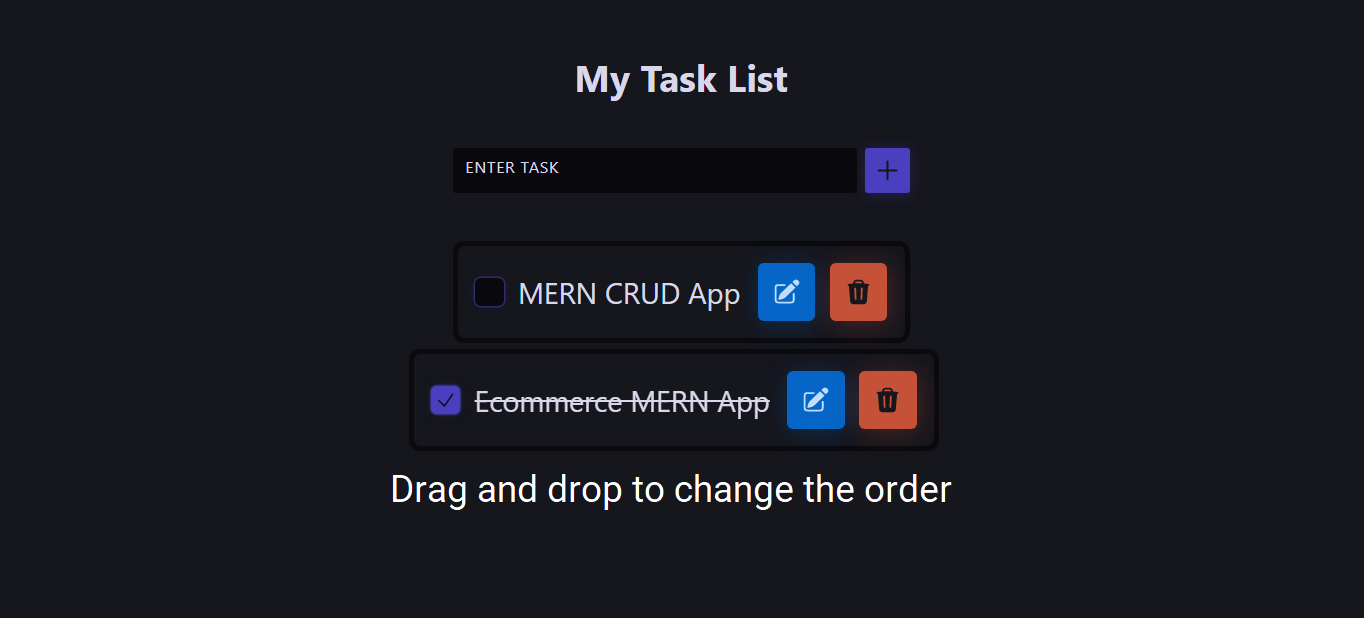 My Task List
ENTER TASK
MERN CRUD App
Ecommerce MERN App
Drag and drop to change the order